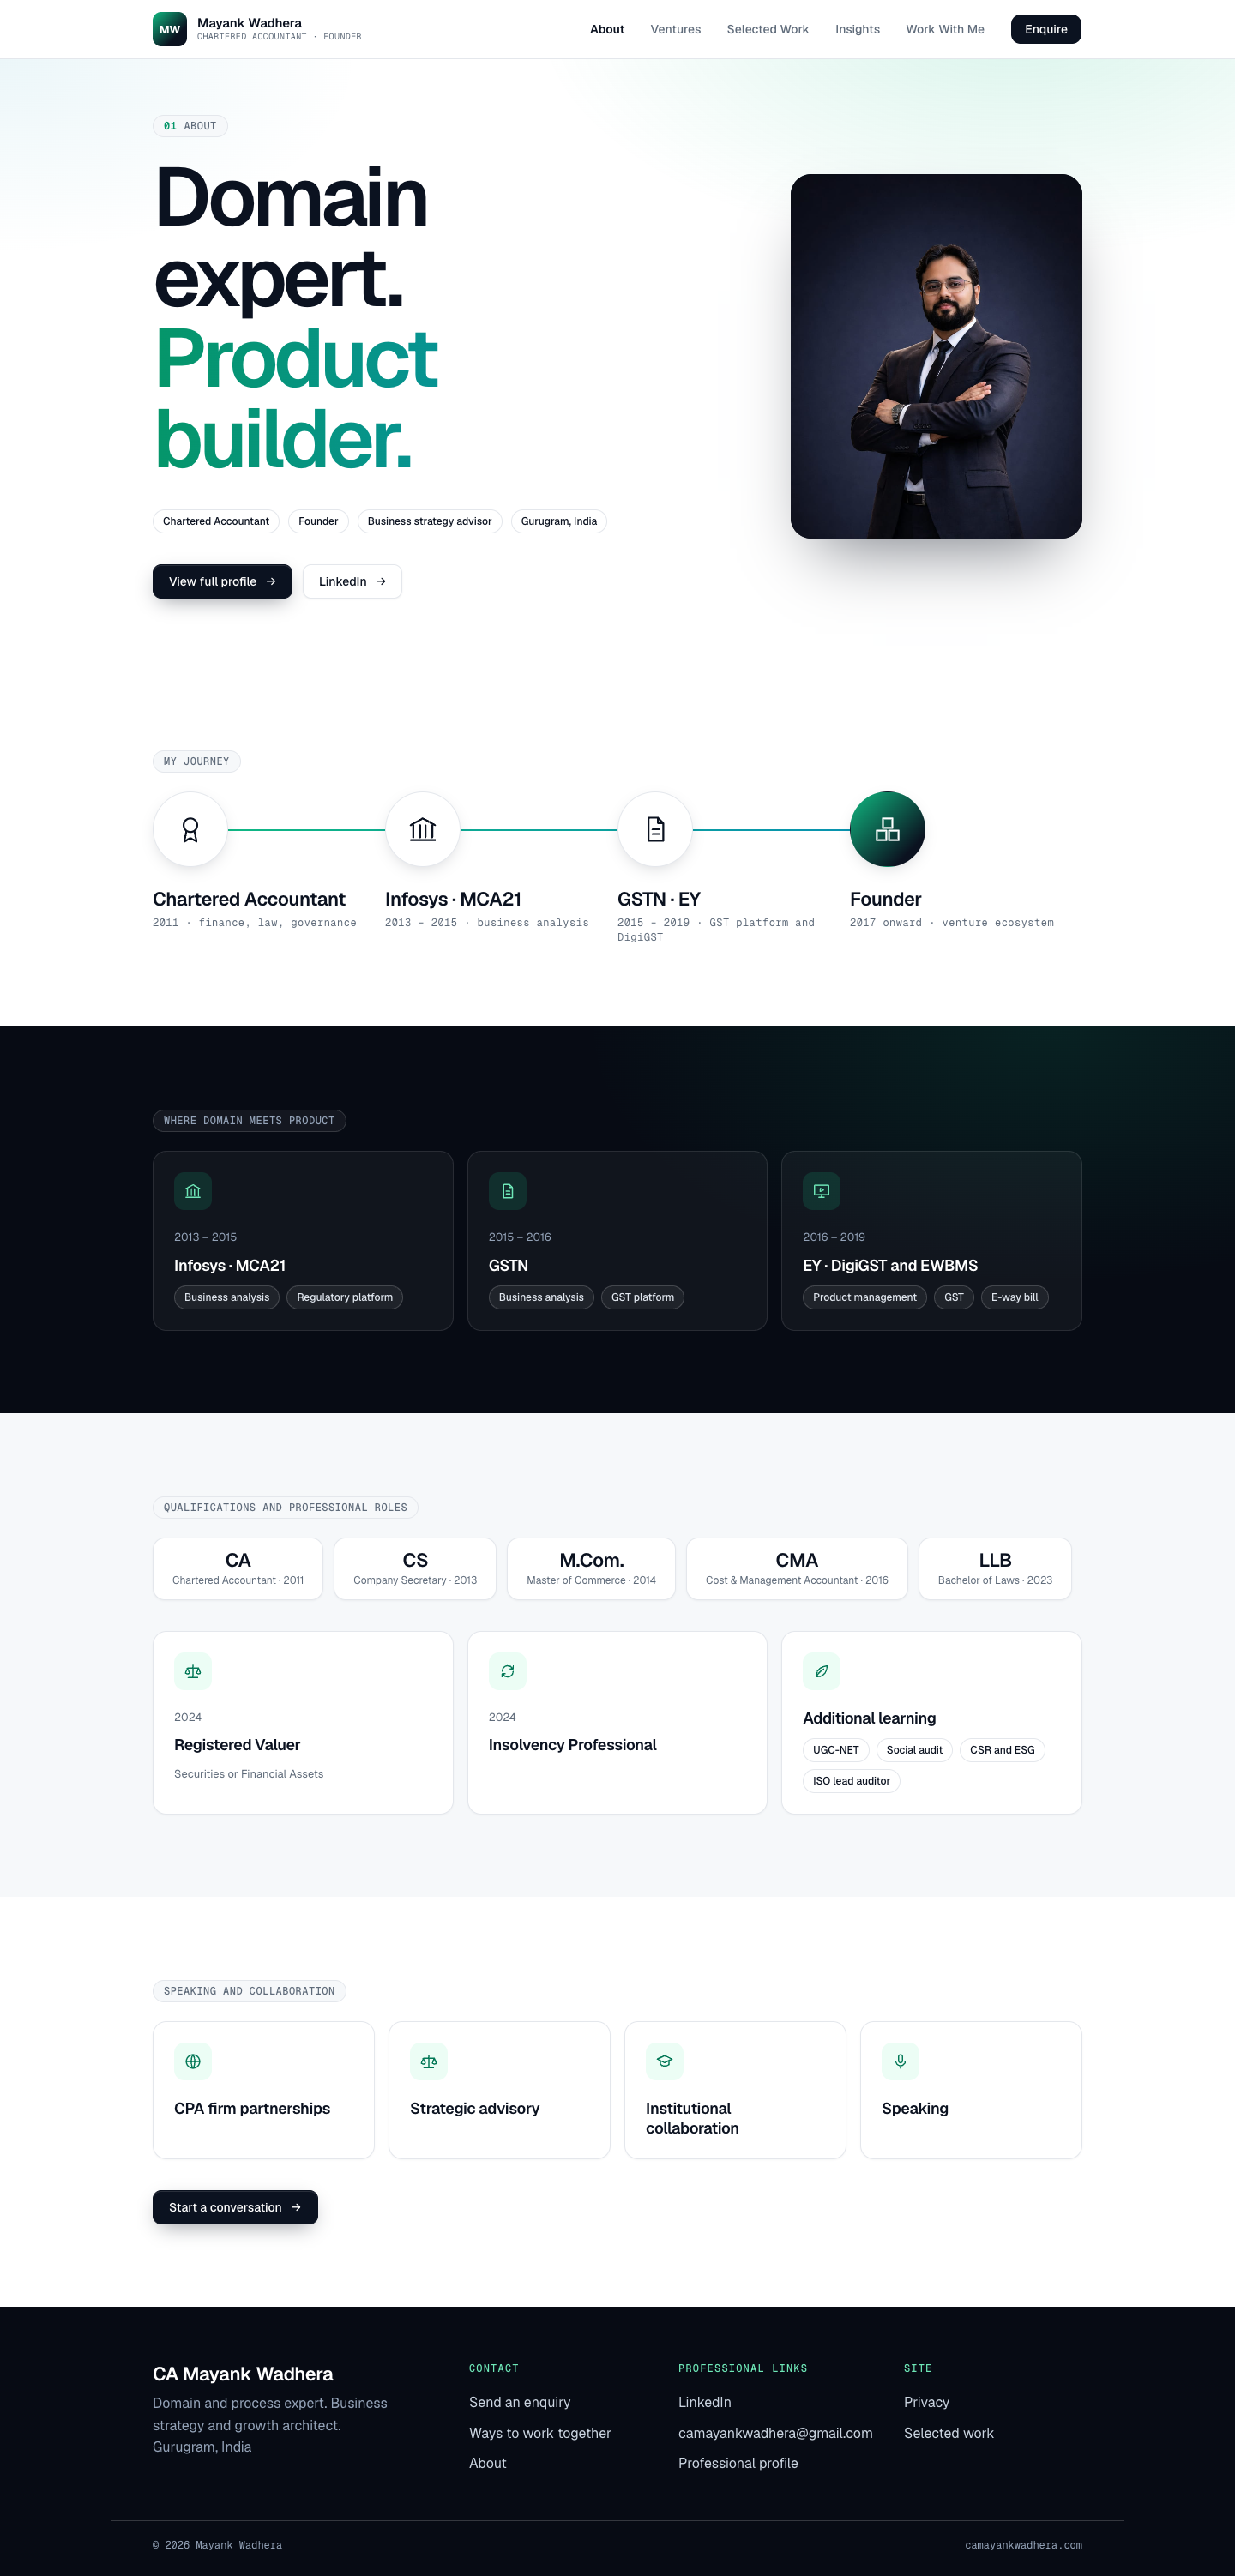 MW
Mayank Wadhera
CHARTERED ACCOUNTANT · FOUNDER
About
Ventures
Selected Work
Insights
Work With Me
Enquire
01 ABOUT
Domain
expert.
Product
builder.
Chartered Accountant
Founder
Business strategy advisor
Gurugram, India
View full profile →
LinkedIn →
MY JOURNEY
Chartered Accountant
2011 · finance, law, governance
Infosys · MCA21
2013 – 2015 · business analysis
GSTN · EY
2015 – 2019 · GST platform and
DigiGST
Founder
2017 onward · venture ecosystem
WHERE DOMAIN MEETS PRODUCT
2013 – 2015
Infosys · MCA21
Business analysis
Regulatory platform
2015 – 2016
GSTN
Business analysis
GST platform
2016 – 2019
EY · DigiGST and EWBMS
Product management
GST
E-way bill
QUALIFICATIONS AND PROFESSIONAL ROLES
CA
Chartered Accountant · 2011
CS
Company Secretary · 2013
M.Com.
Master of Commerce · 2014
CMA
Cost & Management Accountant · 2016
LLB
Bachelor of Laws · 2023
2024
Registered Valuer
Securities or Financial Assets
2024
Insolvency Professional
Additional learning
UGC-NET
Social audit
CSR and ESG
ISO lead auditor
SPEAKING AND COLLABORATION
CPA firm partnerships
Strategic advisory
Institutional
collaboration
Speaking
Start a conversation →
CA Mayank Wadhera
Domain and process expert. Business
strategy and growth architect.
Gurugram, India
CONTACT
Send an enquiry
Ways to work together
About
PROFESSIONAL LINKS
LinkedIn
camayankwadhera@gmail.com
Professional profile
SITE
Privacy
Selected work
© 2026 Mayank Wadhera
camayankwadhera.com